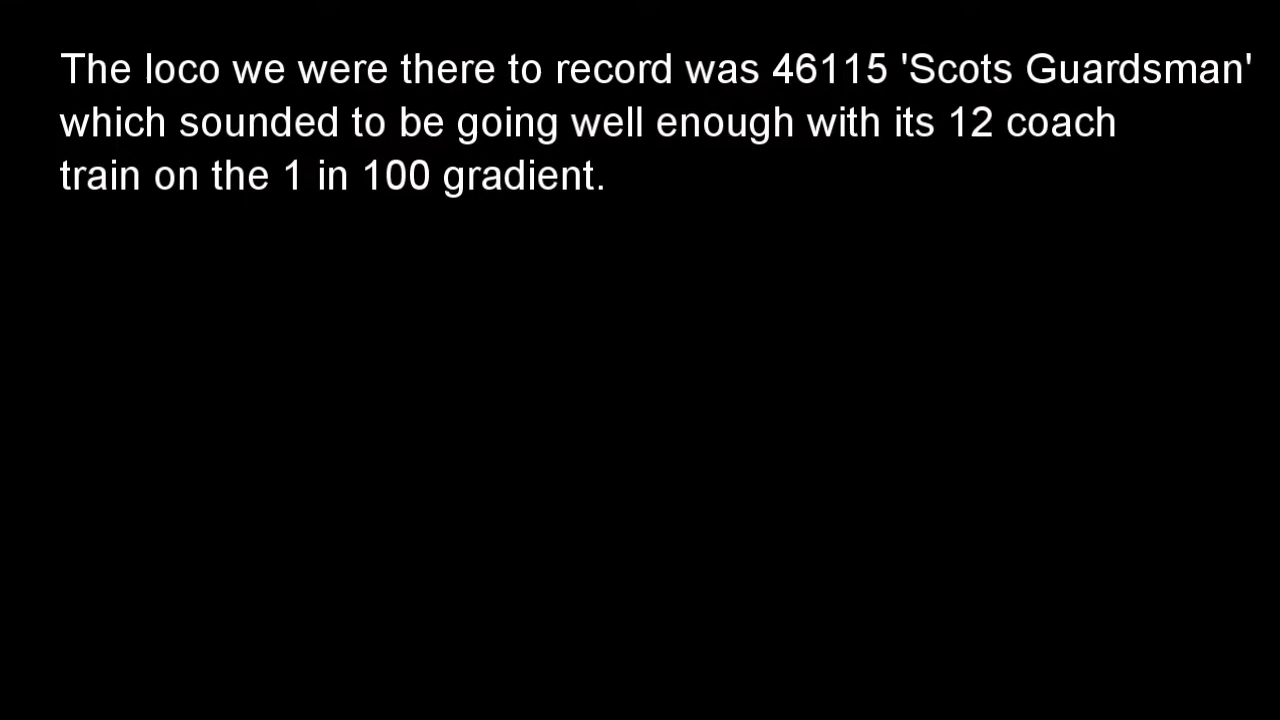 The loco we were there to record was 46115 'Scots Guardsman'
which sounded to be going well enough with its 12 coach
train on the 1 in 100 gradient.